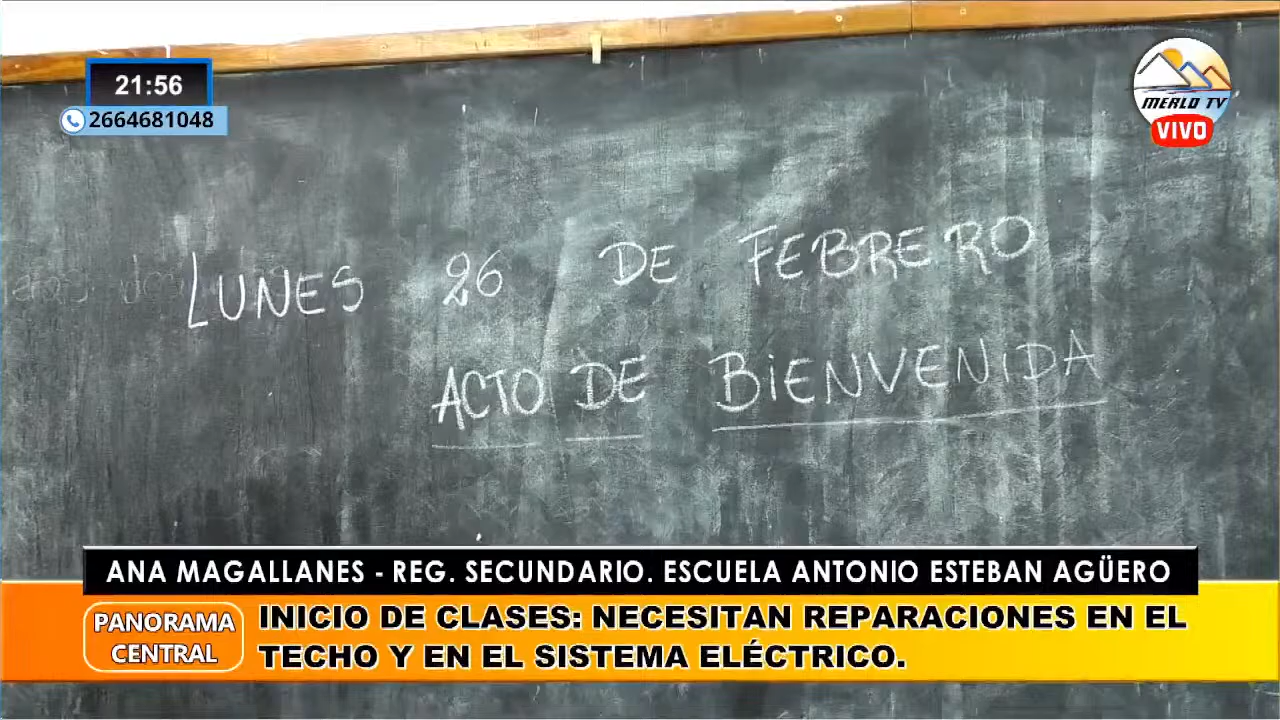 21:56
2664681048
MERLO TV
VIVO
LUNES 26 DE FEBRERO
ACTO DE BIENVENIDA
ANA MAGALLANES - REG. SECUNDARIO. ESCUELA ANTONIO ESTEBAN AGÜERO
PANORAMA
CENTRAL
INICIO DE CLASES: NECESITAN REPARACIONES EN EL
TECHO Y EN EL SISTEMA ELÉCTRICO.